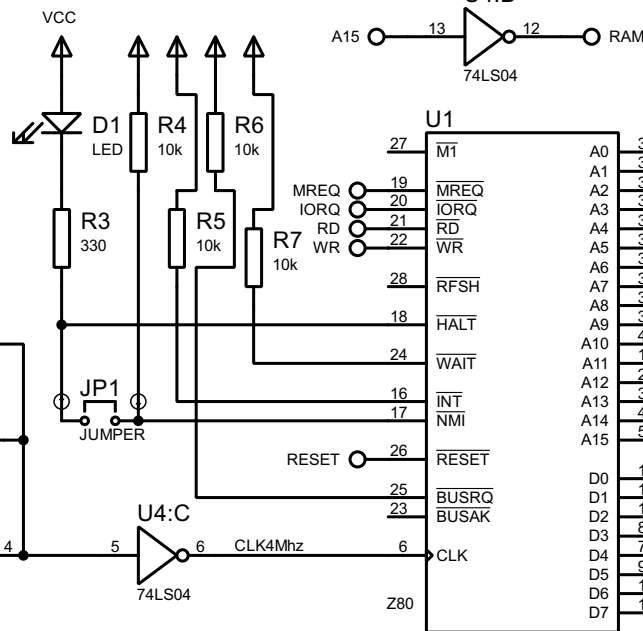 VCC
A15
13
12
RAM
74LS04
D1
LED
R4
10k
R6
10k
R3
330
R5
10k
R7
10k
U1
27
M1
MREQ
19
MREQ
IORQ
20
IORQ
RD
21
RD
WR
22
WR
28
RFSH
18
HALT
24
WAIT
16
INT
17
NMI
RESET
26
RESET
25
BUSRQ
23
BUSAK
6
CLK
Z80
A0
A1
A2
A3
A4
A5
A6
A7
A8
A9
A10
A11
A12
A13
A14
A15
D0
D1
D2
D3
D4
D5
D6
D7
JP1
JUMPER
4
5
U4:C
6
CLK4Mhz
74LS04